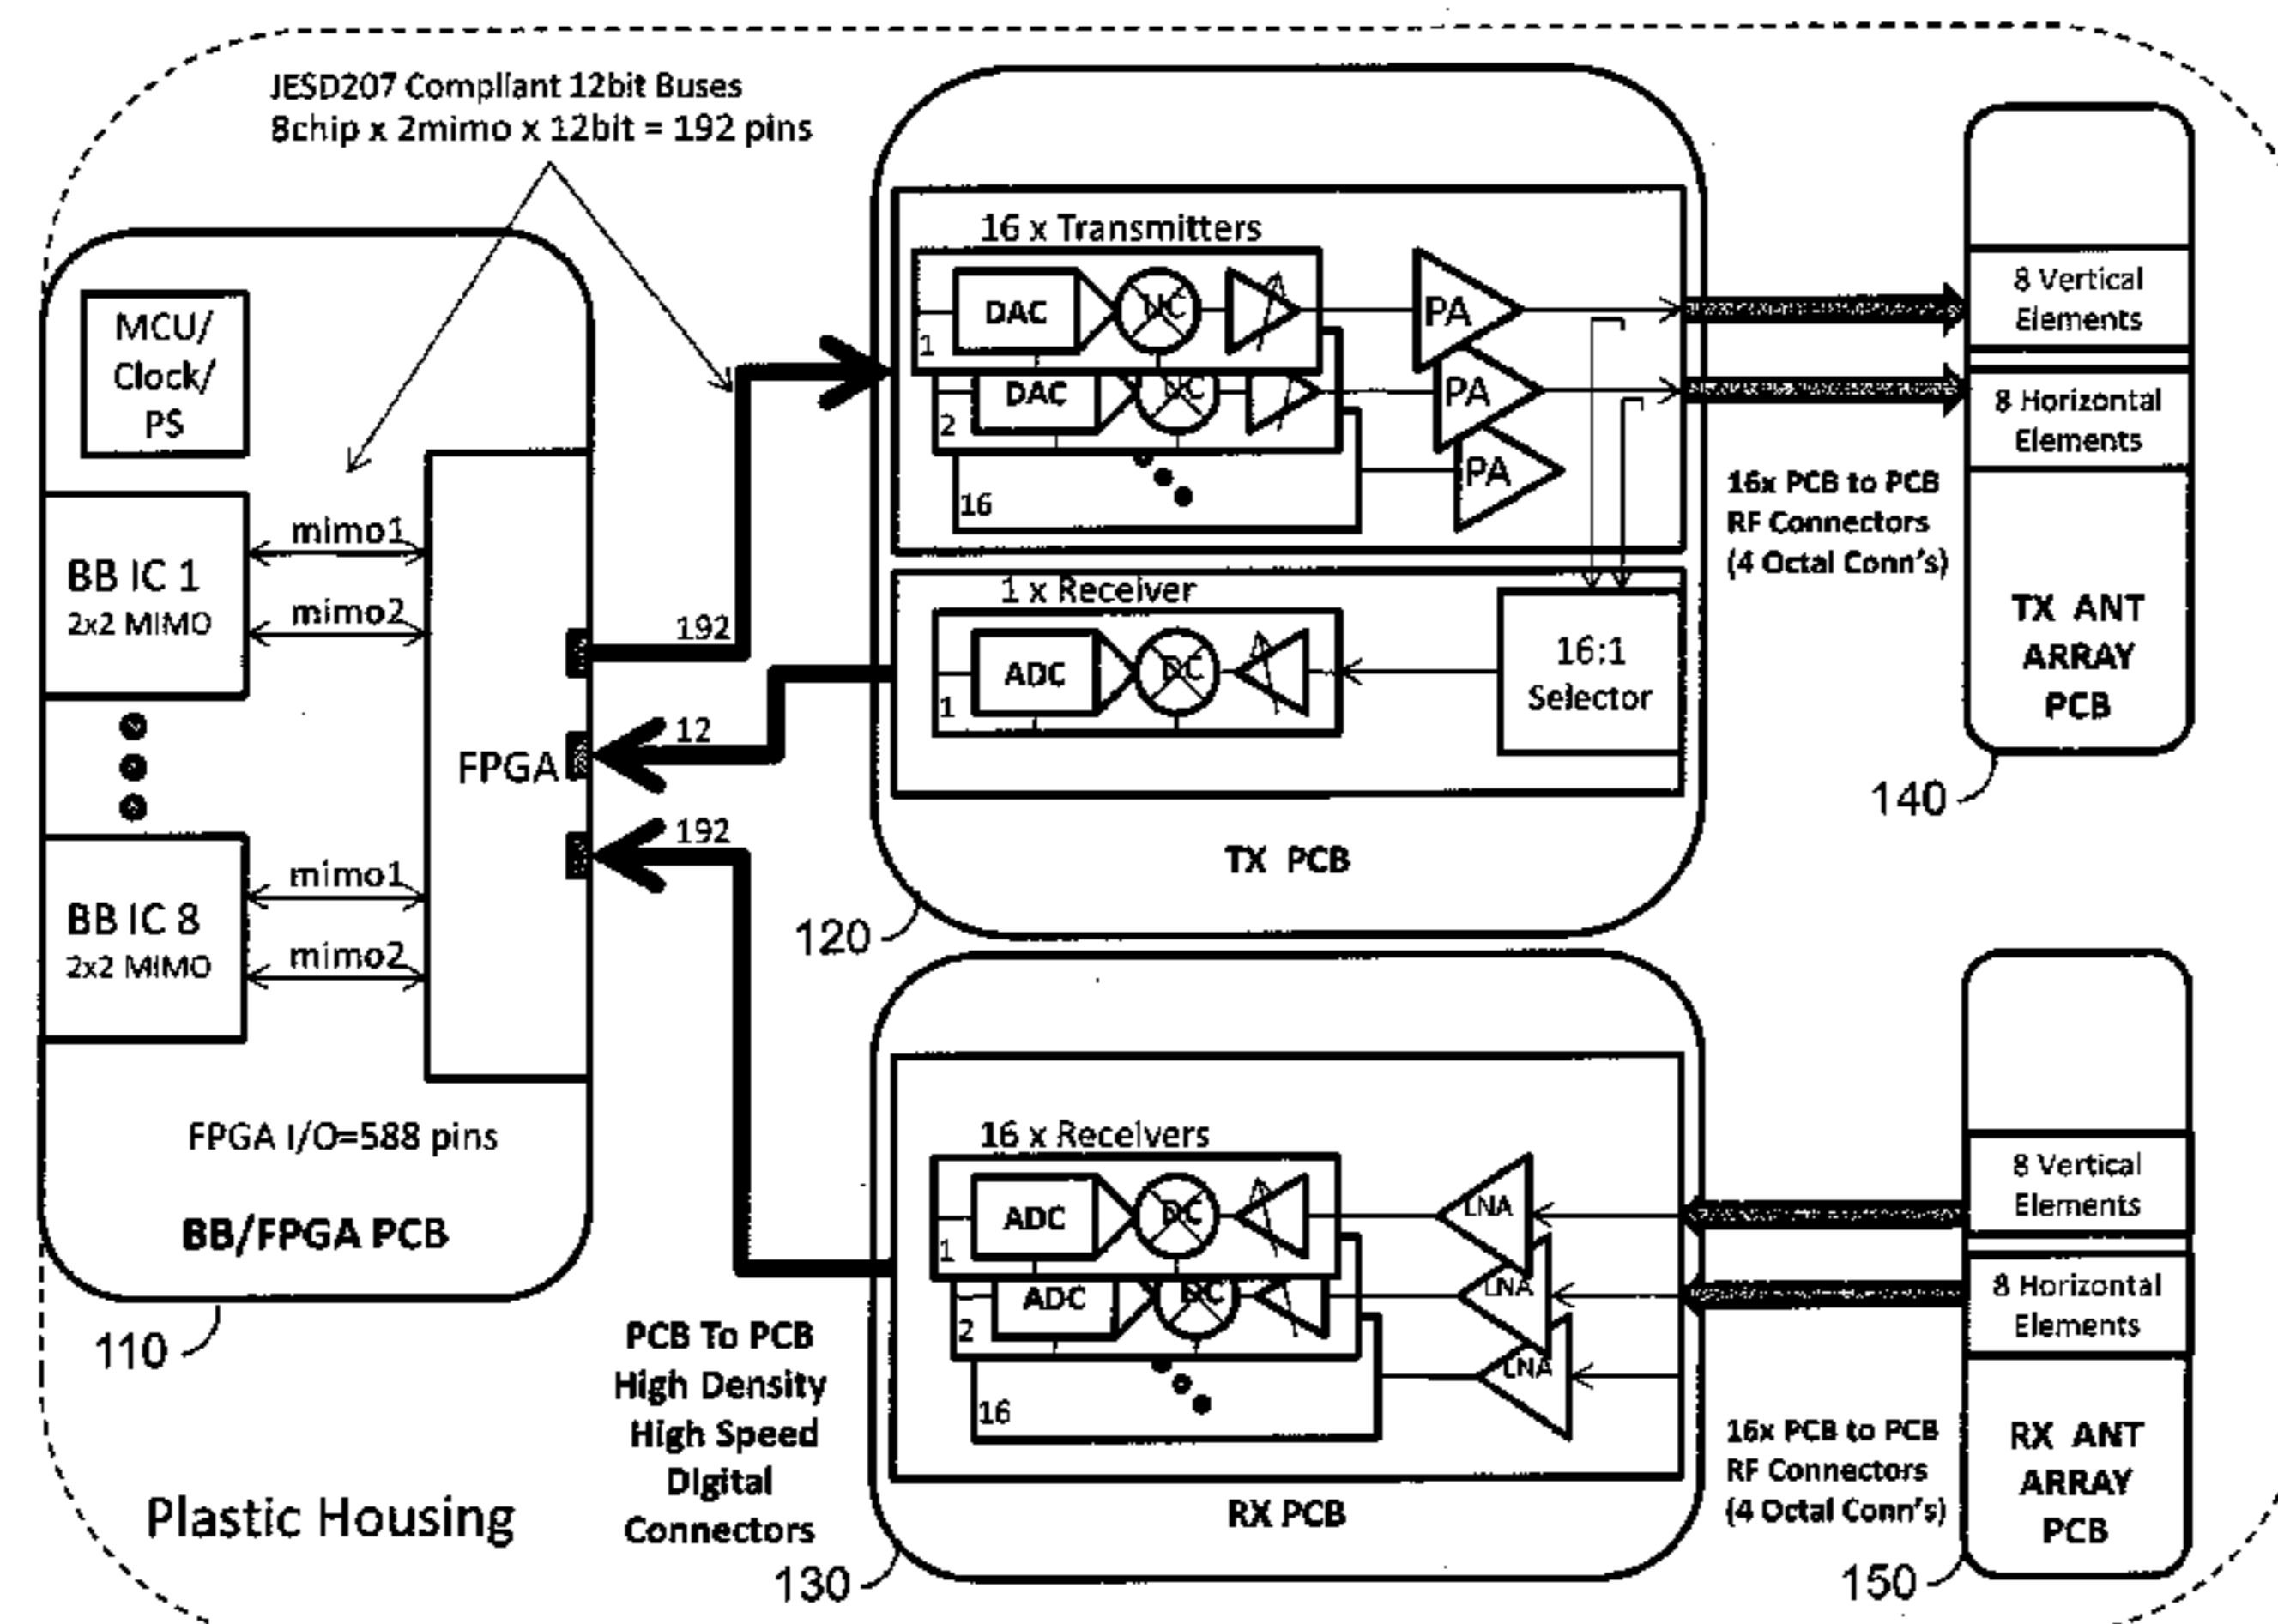 JESD207 Compliant 12bit Buses
8chip x 2mimo x 12bit = 192 pins
MCU/
Clock/
PS
BB IC 1
2x2 MIMO
mimo1
mimo2
BB IC 8
2x2 MIMO
mimo1
mimo2
FPGA
FPGA I/O=588 pins
BB/FPGA PCB
110
192
12
192
16 x Transmitters
1
DAC
UC
PA
2
DAC
UC
PA
16
PA
1 x Receiver
1
ADC
DC
16:1
Selector
TX PCB
120
16x PCB to PCB
RF Connectors
(4 Octal Conn's)
8 Vertical
Elements
8 Horizontal
Elements
TX ANT
ARRAY
PCB
140
16 x Receivers
1
ADC
DC
LNA
2
ADC
DC
LNA
16
LNA
RX PCB
130
PCB To PCB
High Density
High Speed
Digital
Connectors
16x PCB to PCB
RF Connectors
(4 Octal Conn's)
8 Vertical
Elements
8 Horizontal
Elements
RX ANT
ARRAY
PCB
150
Plastic Housing